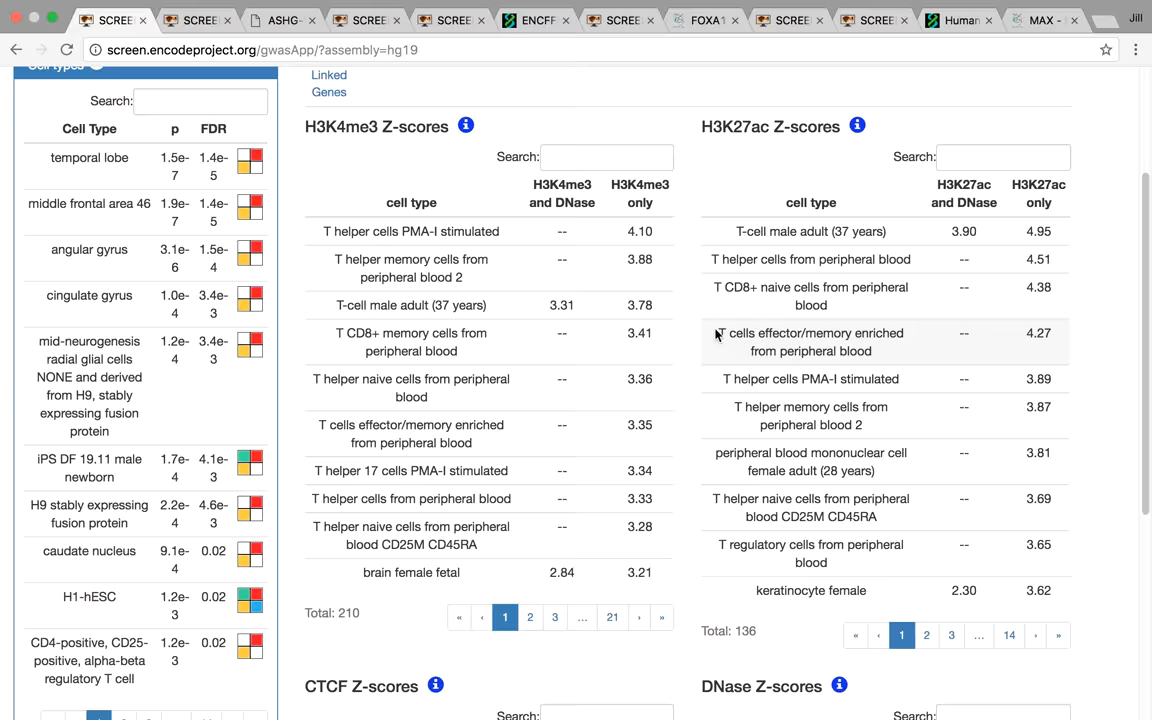 SCREE
SCREE
ASHG-
SCREE
SCREE
ENCFF
SCREE
FOXA1
SCREE
SCREE
Human
MAX -
Jill
screen.encodeproject.org/gwasApp/?assembly=hg19
Cell types
Search:
Cell Type p FDR
temporal lobe 1.5e- 1.4e-
7 5
middle frontal area 46 1.9e- 1.4e-
7 5
angular gyrus 3.1e- 1.5e-
6 4
cingulate gyrus 1.0e- 3.4e-
4 3
mid-neurogenesis 1.2e- 3.4e-
radial glial cells 4 3
NONE and derived
from H9, stably
expressing fusion
protein
iPS DF 19.11 male 1.7e- 4.1e-
newborn 4 3
H9 stably expressing 2.2e- 4.6e-
fusion protein 4 3
caudate nucleus 9.1e- 0.02
4
H1-hESC 1.2e- 0.02
3
CD4-positive, CD25- 1.2e- 0.02
positive, alpha-beta 3
regulatory T cell
Linked
Genes
H3K4me3 Z-scores
Search:
H3K4me3 H3K4me3
cell type and DNase only
T helper cells PMA-I stimulated -- 4.10
T helper memory cells from -- 3.88
peripheral blood 2
T-cell male adult (37 years) 3.31 3.78
T CD8+ memory cells from -- 3.41
peripheral blood
T helper naive cells from peripheral -- 3.36
blood
T cells effector/memory enriched -- 3.35
from peripheral blood
T helper 17 cells PMA-I stimulated -- 3.34
T helper cells from peripheral blood -- 3.33
T helper naive cells from peripheral -- 3.28
blood CD25M CD45RA
brain female fetal 2.84 3.21
Total: 210 « ‹ 1 2 3 … 21 › »
H3K27ac Z-scores
Search:
H3K27ac H3K27ac
cell type and DNase only
T-cell male adult (37 years) 3.90 4.95
T helper cells from peripheral blood -- 4.51
T CD8+ naive cells from peripheral -- 4.38
blood
T cells effector/memory enriched -- 4.27
from peripheral blood
T helper cells PMA-I stimulated -- 3.89
T helper memory cells from -- 3.87
peripheral blood 2
peripheral blood mononuclear cell -- 3.81
female adult (28 years)
T helper naive cells from peripheral -- 3.69
blood CD25M CD45RA
T regulatory cells from peripheral -- 3.65
blood
keratinocyte female 2.30 3.62
Total: 136 « ‹ 1 2 3 … 14 › »
CTCF Z-scores
Search:
DNase Z-scores
Search: